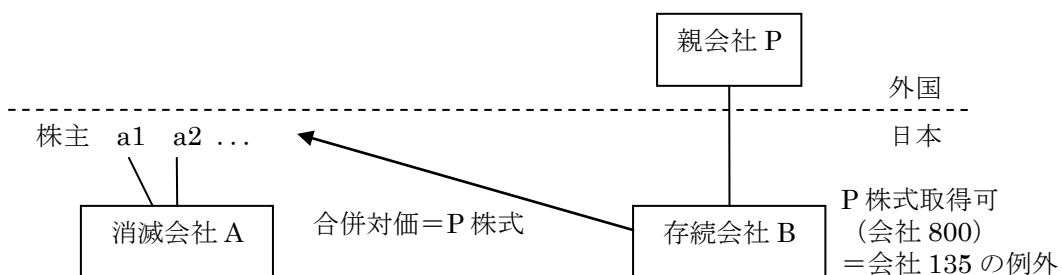 親会社 P
外国
株主 a1 a2 …
日本
消滅会社 A
合併対価＝P 株式
存続会社 B
P 株式取得可
（会社 800）
＝会社 135 の例外